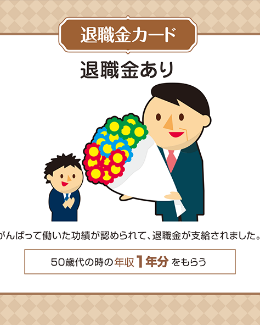 退職金カード
退職金あり
がんばって働いた功績が認められて、退職金が支給されました。
50歳代の時の年収1年分をもらう